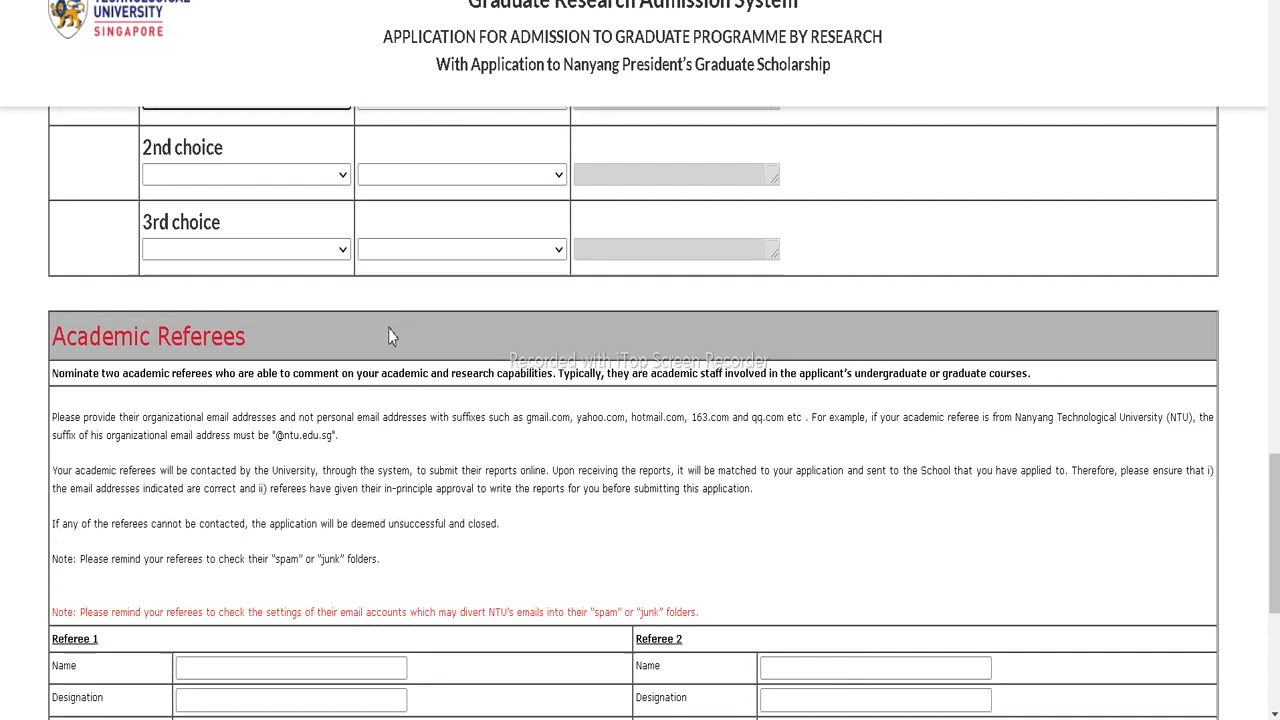 TECHNOLOGICAL
UNIVERSITY
SINGAPORE
Graduate Research Admission System
APPLICATION FOR ADMISSION TO GRADUATE PROGRAMME BY RESEARCH
With Application to Nanyang President's Graduate Scholarship
2nd choice
3rd choice
Academic Referees
Recorded with iTop Screen Recorder
Nominate two academic referees who are able to comment on your academic and research capabilities. Typically, they are academic staff involved in the applicant's undergraduate or graduate courses.
Please provide their organizational email addresses and not personal email addresses with suffixes such as gmail.com, yahoo.com, hotmail.com, 163.com and qq.com etc . For example, if your academic referee is from Nanyang Technological University (NTU), the
suffix of his organizational email address must be "@ntu.edu.sg".
Your academic referees will be contacted by the University, through the system, to submit their reports online. Upon receiving the reports, it will be matched to your application and sent to the School that you have applied to. Therefore, please ensure that i)
the email addresses indicated are correct and ii) referees have given their in-principle approval to write the reports for you before submitting this application.
If any of the referees cannot be contacted, the application will be deemed unsuccessful and closed.
Note: Please remind your referees to check their "spam" or "junk" folders.
Note: Please remind your referees to check the settings of their email accounts which may divert NTU's emails into their "spam" or "junk" folders.
Referee 1 Referee 2
Name Name
Designation Designation